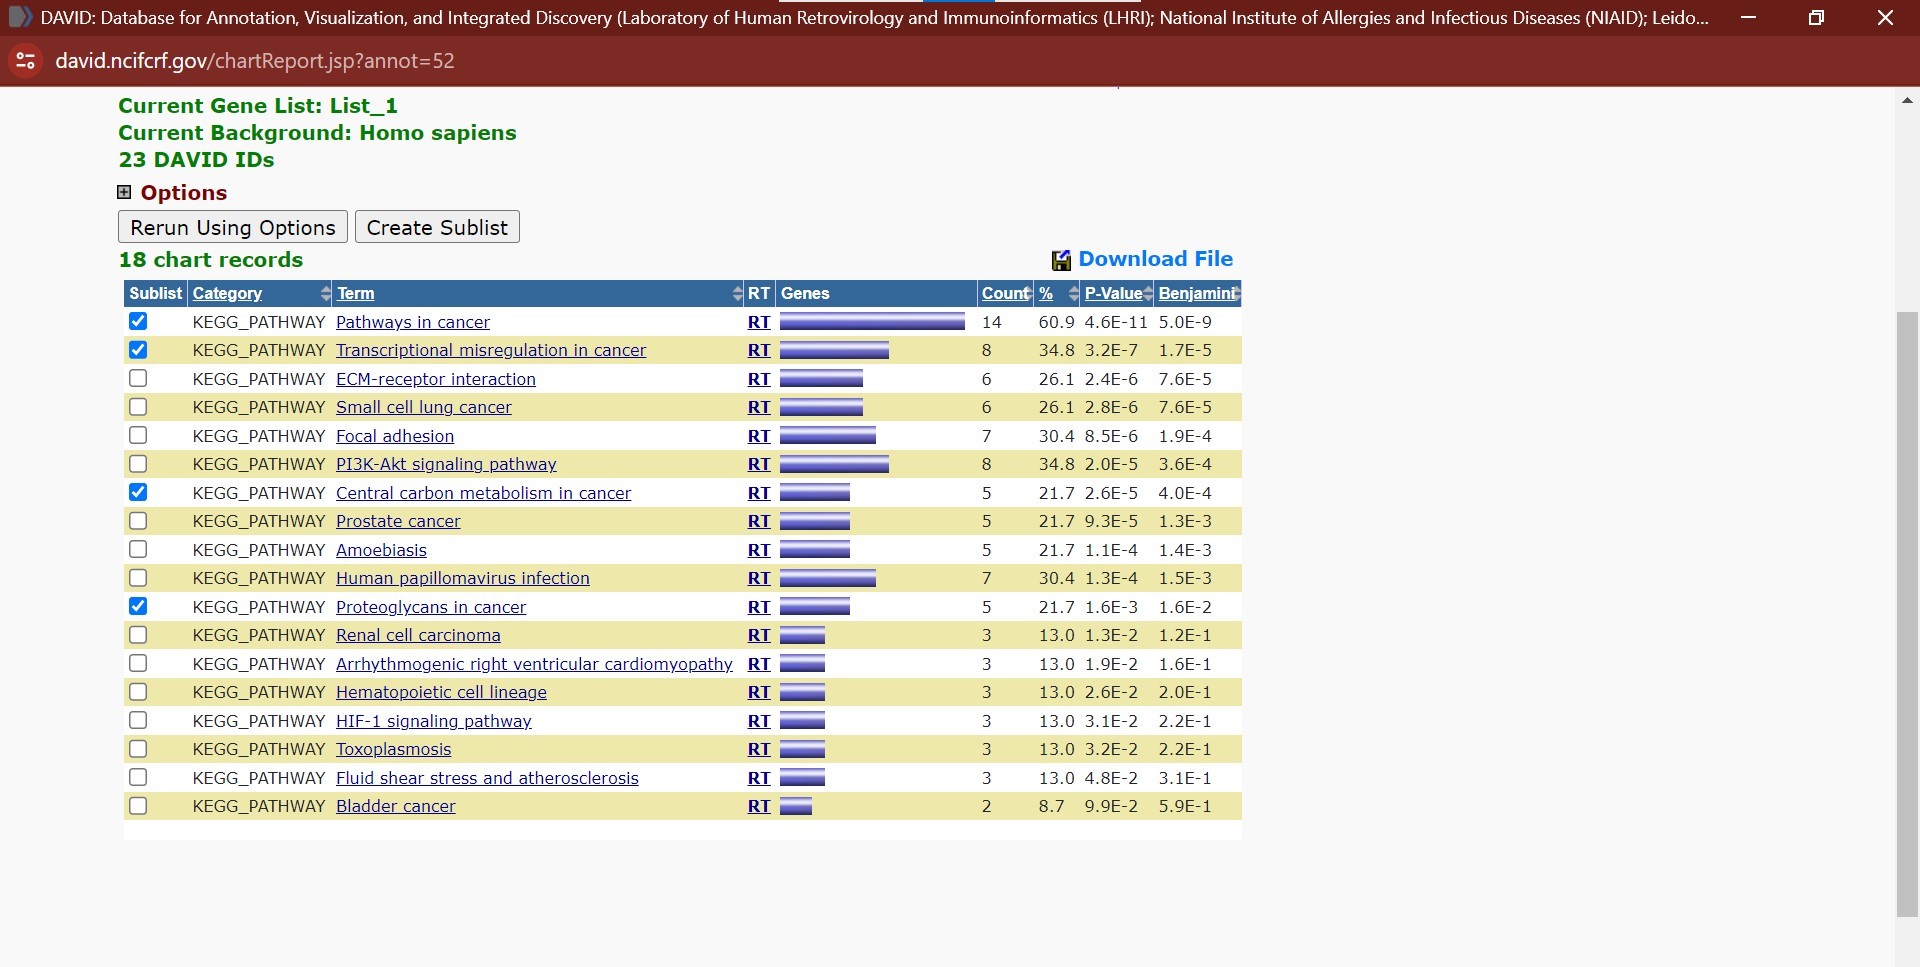 DAVID: Database for Annotation, Visualization, and Integrated Discovery (Laboratory of Human Retrovirology and Immunoinformatics (LHRI); National Institute of Allergies and Infectious Diseases (NIAID); Leido...
david.ncifcrf.gov/chartReport.jsp?annot=52
Current Gene List: List_1
Current Background: Homo sapiens
23 DAVID IDs
Options
Rerun Using Options Create Sublist
18 chart records Download File
Sublist Category Term RT Genes Count % P-Value Benjamini
KEGG_PATHWAY Pathways in cancer RT 14 60.9 4.6E-11 5.0E-9
KEGG_PATHWAY Transcriptional misregulation in cancer RT 8 34.8 3.2E-7 1.7E-5
KEGG_PATHWAY ECM-receptor interaction RT 6 26.1 2.4E-6 7.6E-5
KEGG_PATHWAY Small cell lung cancer RT 6 26.1 2.8E-6 7.6E-5
KEGG_PATHWAY Focal adhesion RT 7 30.4 8.5E-6 1.9E-4
KEGG_PATHWAY PI3K-Akt signaling pathway RT 8 34.8 2.0E-5 3.6E-4
KEGG_PATHWAY Central carbon metabolism in cancer RT 5 21.7 2.6E-5 4.0E-4
KEGG_PATHWAY Prostate cancer RT 5 21.7 9.3E-5 1.3E-3
KEGG_PATHWAY Amoebiasis RT 5 21.7 1.1E-4 1.4E-3
KEGG_PATHWAY Human papillomavirus infection RT 7 30.4 1.3E-4 1.5E-3
KEGG_PATHWAY Proteoglycans in cancer RT 5 21.7 1.6E-3 1.6E-2
KEGG_PATHWAY Renal cell carcinoma RT 3 13.0 1.3E-2 1.2E-1
KEGG_PATHWAY Arrhythmogenic right ventricular cardiomyopathy RT 3 13.0 1.9E-2 1.6E-1
KEGG_PATHWAY Hematopoietic cell lineage RT 3 13.0 2.6E-2 2.0E-1
KEGG_PATHWAY HIF-1 signaling pathway RT 3 13.0 3.1E-2 2.2E-1
KEGG_PATHWAY Toxoplasmosis RT 3 13.0 3.2E-2 2.2E-1
KEGG_PATHWAY Fluid shear stress and atherosclerosis RT 3 13.0 4.8E-2 3.1E-1
KEGG_PATHWAY Bladder cancer RT 2 8.7 9.9E-2 5.9E-1